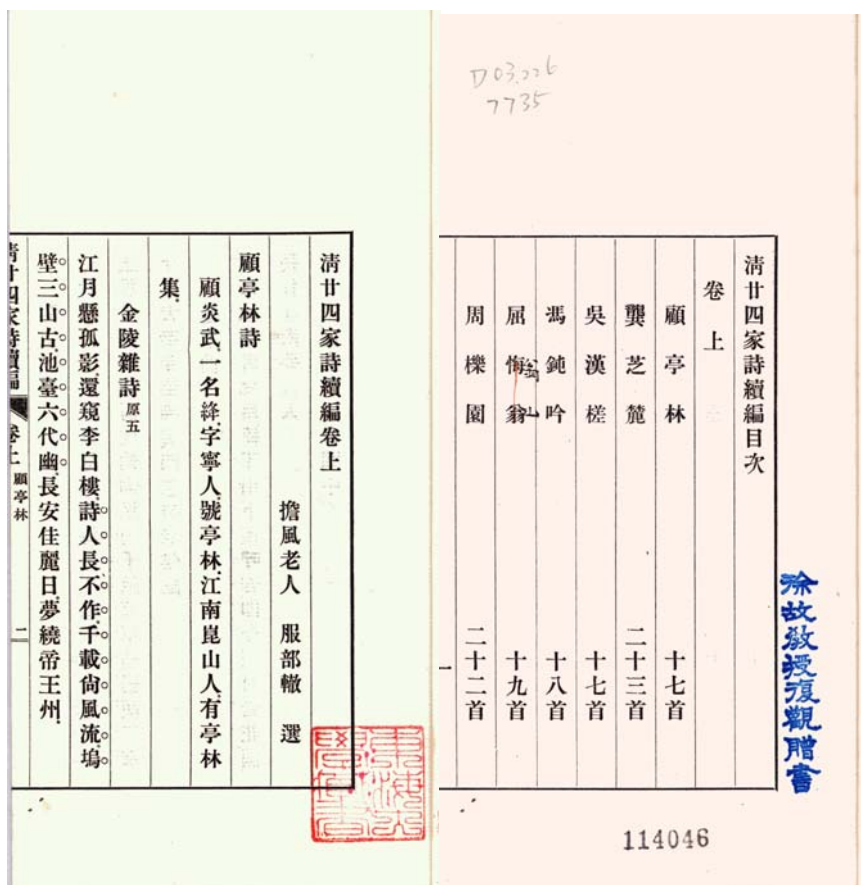 D03.226
7735
徐故教授復觀贈書
清廿四家詩續編目次
卷上
顧亭林 十七首
龔芝麓 二十三首
吳漢槎 十七首
馮鈍吟 十八首
屈悔翁 十九首
周櫟園 二十二首
一
114046
清廿四家詩續編卷上
擔風老人 服部轍 選
顧亭林詩
顧炎武、一名絳、字寧人、號亭林、江南崑山人、有亭林
集、
金陵雜詩 原五
江月懸孤影、還窺李白樓、詩人長不作、千載尙風流、塢
壁三山古、池臺六代幽、長安佳麗日、夢繞帝王州、
清廿四家詩續編 卷上 顧亭林 二